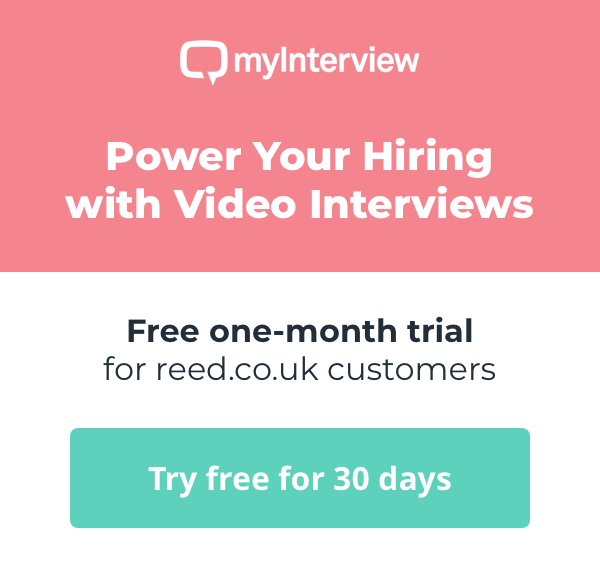 myInterview
Power Your Hiring
with Video Interviews
Free one-month trial
for reed.co.uk customers
Try free for 30 days